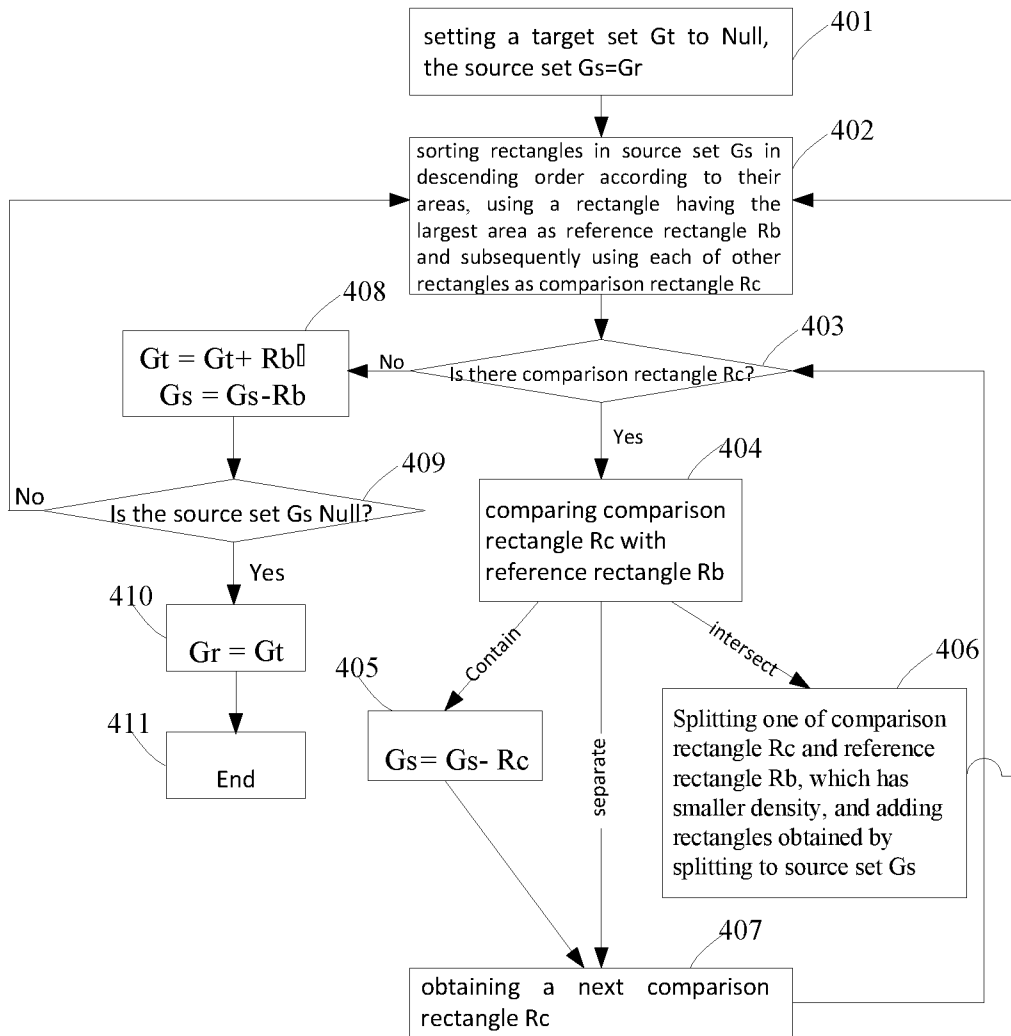 setting a target set Gt to Null,
the source set Gs=Gr
401
sorting rectangles in source set Gs in
descending order according to their
areas, using a rectangle having the
largest area as reference rectangle Rb
and subsequently using each of other
rectangles as comparison rectangle Rc
402
Is there comparison rectangle Rc?
403
No
Yes
408
Gt = Gt+ Rb
Gs = Gs-Rb
409
Is the source set Gs Null?
No
Yes
410
Gr = Gt
411
End
404
comparing comparison
rectangle Rc with
reference rectangle Rb
Contain
separate
intersect
405
Gs= Gs- Rc
406
Splitting one of comparison
rectangle Rc and reference
rectangle Rb, which has
smaller density, and adding
rectangles obtained by
splitting to source set Gs
407
obtaining a next comparison
rectangle Rc